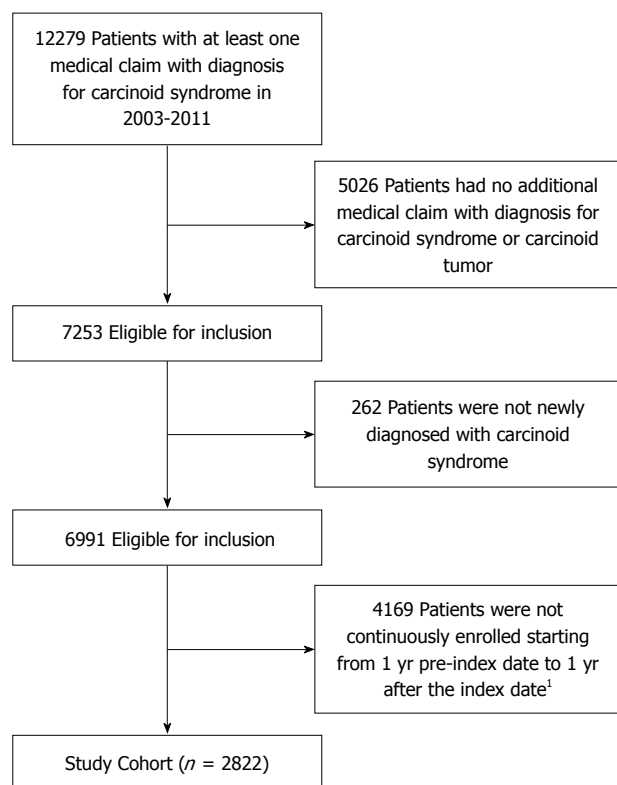 12279 Patients with at least one
medical claim with diagnosis
for carcinoid syndrome in
2003-2011
5026 Patients had no additional
medical claim with diagnosis for
carcinoid syndrome or carcinoid
tumor
7253 Eligible for inclusion
262 Patients were not newly
diagnosed with carcinoid
syndrome
6991 Eligible for inclusion
4169 Patients were not
continuously enrolled starting
from 1 yr pre-index date to 1 yr
after the index date¹
Study Cohort (n = 2822)